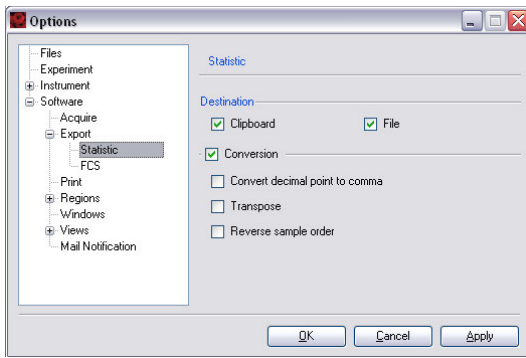 Options
Files
Experiment
Instrument
Software
Acquire
Export
Statistic
FCS
Print
Regions
Windows
Views
Mail Notification
Statistic
Destination
Clipboard File
Conversion
Convert decimal point to comma
Transpose
Reverse sample order
OK Cancel Apply